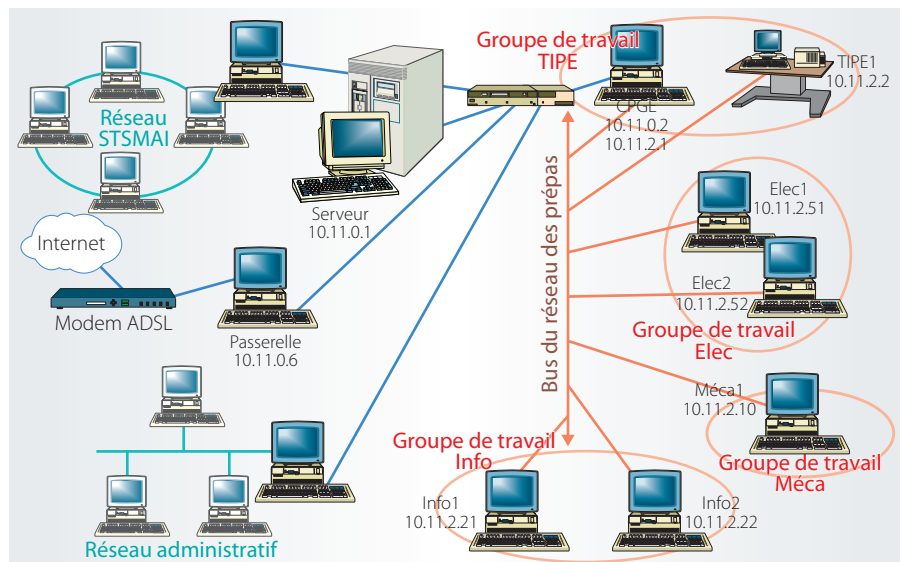 Groupe de travail
TIPE
CPGE
10.11.0.2
10.11.2.1
TIPE1
10.11.2.2
Réseau
STSMAI
Serveur
10.11.0.1
Internet
Modem ADSL
Passerelle
10.11.0.6
Bus du réseau des prépas
Elec1
10.11.2.51
Elec2
10.11.2.52
Groupe de travail
Elec
Méca1
10.11.2.10
Groupe de travail
Méca
Groupe de travail
Info
Info1
10.11.2.21
Info2
10.11.2.22
Réseau administratif